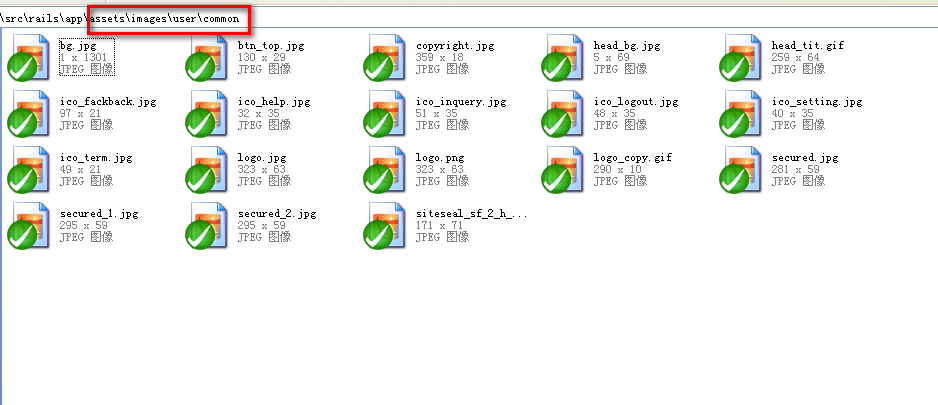 \src\rails\app\assets\images\user\common
bg.jpg
1 x 1301
JPEG 图像
btn_top.jpg
130 x 29
JPEG 图像
copyright.jpg
359 x 18
JPEG 图像
head_bg.jpg
5 x 69
JPEG 图像
head_tit.gif
259 x 64
JPEG 图像
ico_fackback.jpg
97 x 21
JPEG 图像
ico_help.jpg
32 x 35
JPEG 图像
ico_inquery.jpg
51 x 35
JPEG 图像
ico_logout.jpg
48 x 35
JPEG 图像
ico_setting.jpg
40 x 35
JPEG 图像
ico_term.jpg
49 x 21
JPEG 图像
logo.jpg
323 x 63
JPEG 图像
logo.png
323 x 63
JPEG 图像
logo_copy.gif
290 x 10
JPEG 图像
secured.jpg
281 x 59
JPEG 图像
secured_1.jpg
295 x 59
JPEG 图像
secured_2.jpg
295 x 59
JPEG 图像
siteseal_sf_2_h_...
171 x 71
JPEG 图像